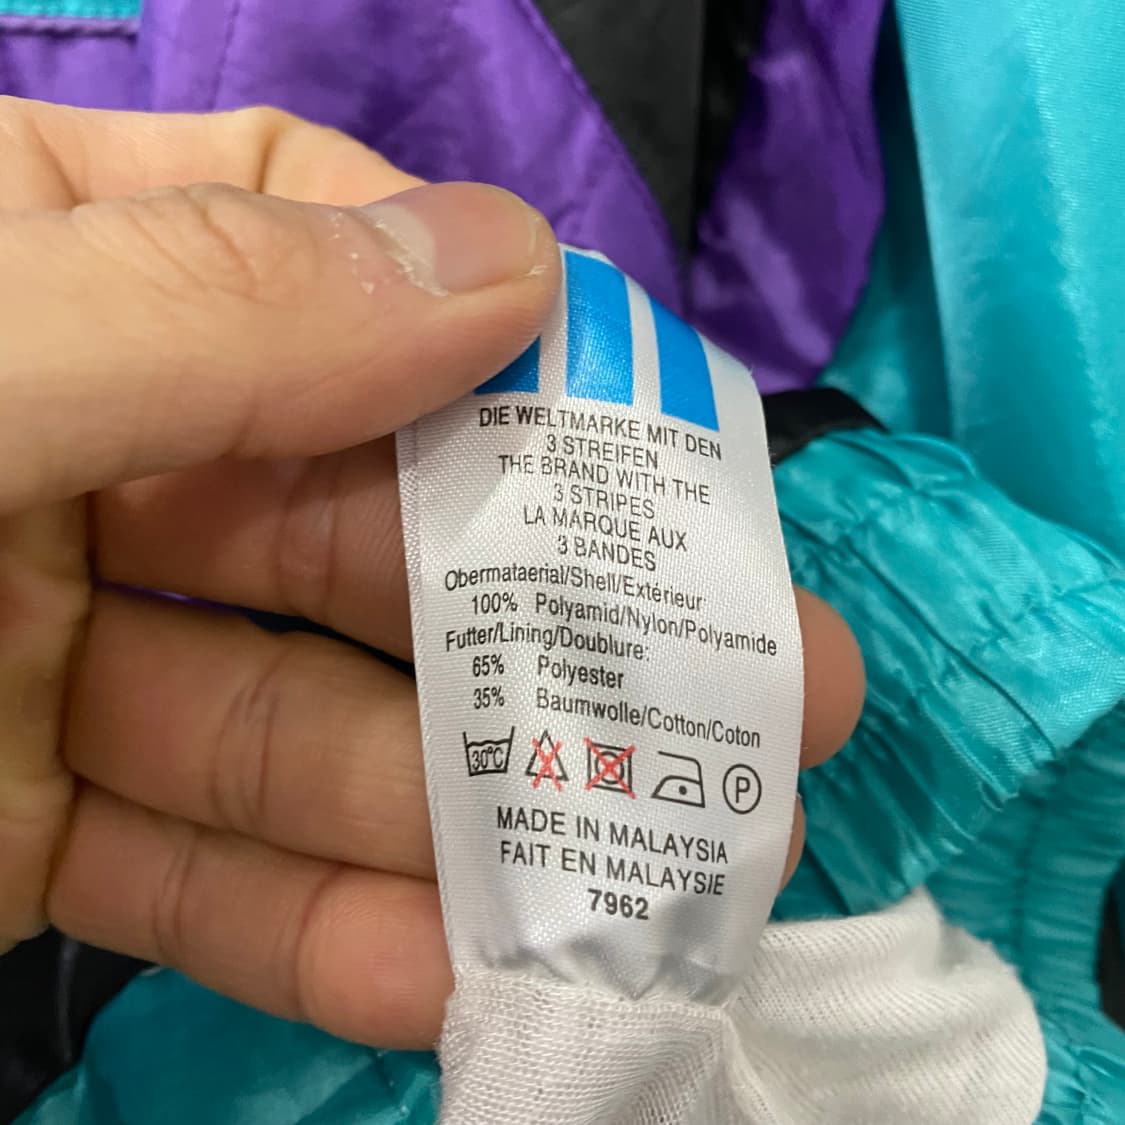 DIE WELTMARKE MIT DEN
3 STREIFEN
THE BRAND WITH THE
3 STRIPES
LA MARQUE AUX
3 BANDES
Obermataerial/Shell/Extérieur:
100% Polyamid/Nylon/Polyamide
Futter/Lining/Doublure:
65% Polyester
35% Baumwolle/Cotton/Coton
30°C P
MADE IN MALAYSIA
FAIT EN MALAYSIE
7962